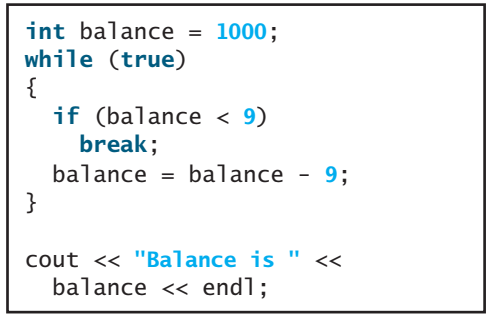 int balance = 1000;
while (true)
{
  if (balance < 9)
    break;
  balance = balance - 9;
}

cout << "Balance is " <<
  balance << endl;